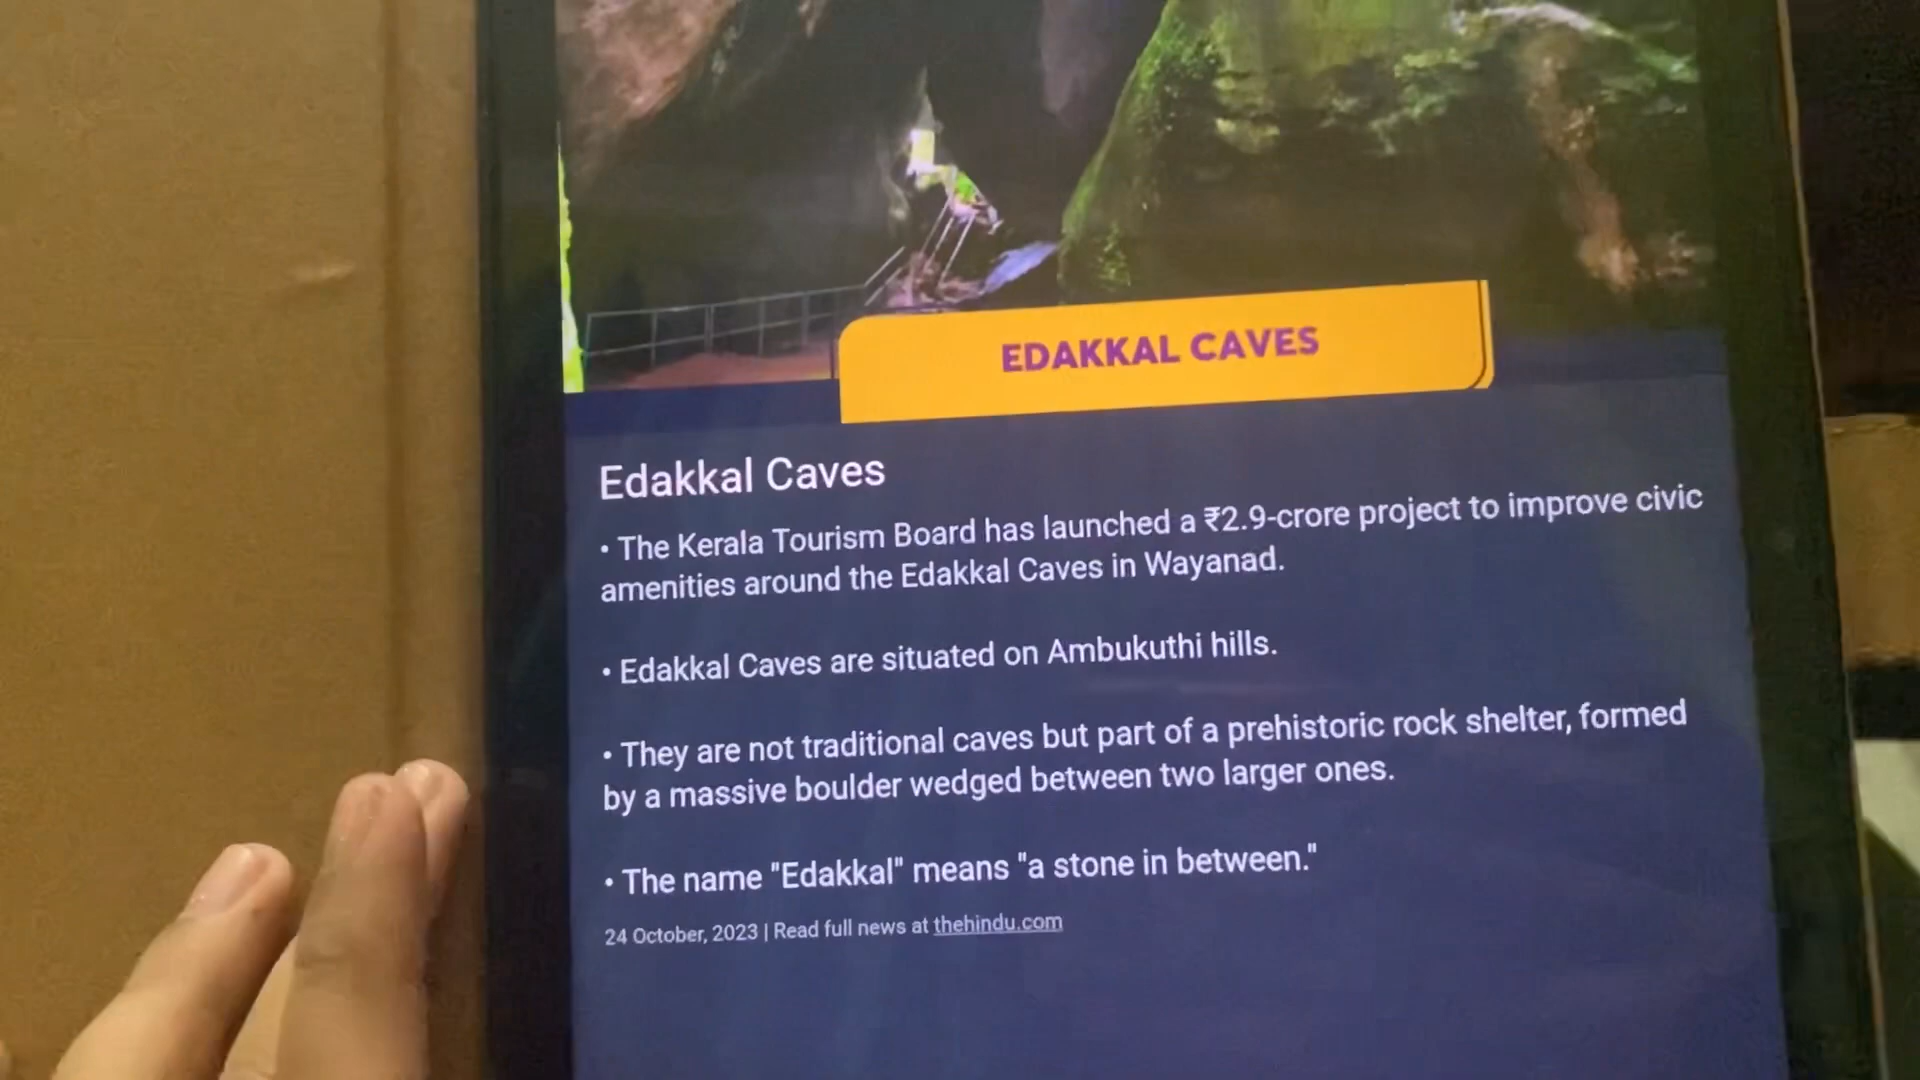 EDAKKAL CAVES
Edakkal Caves
• The Kerala Tourism Board has launched a ₹2.9-crore project to improve civic
amenities around the Edakkal Caves in Wayanad.
• Edakkal Caves are situated on Ambukuthi hills.
• They are not traditional caves but part of a prehistoric rock shelter, formed
by a massive boulder wedged between two larger ones.
• The name "Edakkal" means "a stone in between."
24 October, 2023 | Read full news at thehindu.com